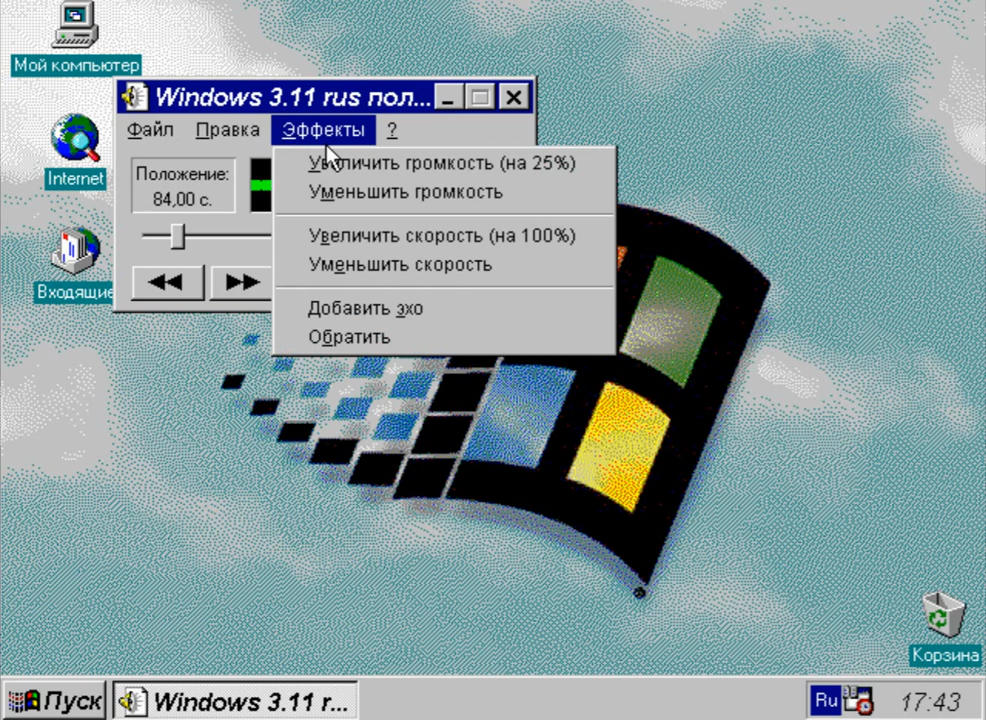 Мой компьютер
Windows 3.11 rus пол...
Файл Правка Эффекты ?
Internet
Положение:
84,00 с.
Увеличить громкость (на 25%)
Уменьшить громкость
Увеличить скорость (на 100%)
Уменьшить скорость
Добавить эхо
Обратить
Входящие
Корзина
Пуск
Windows 3.11 r...
Ru
17:43